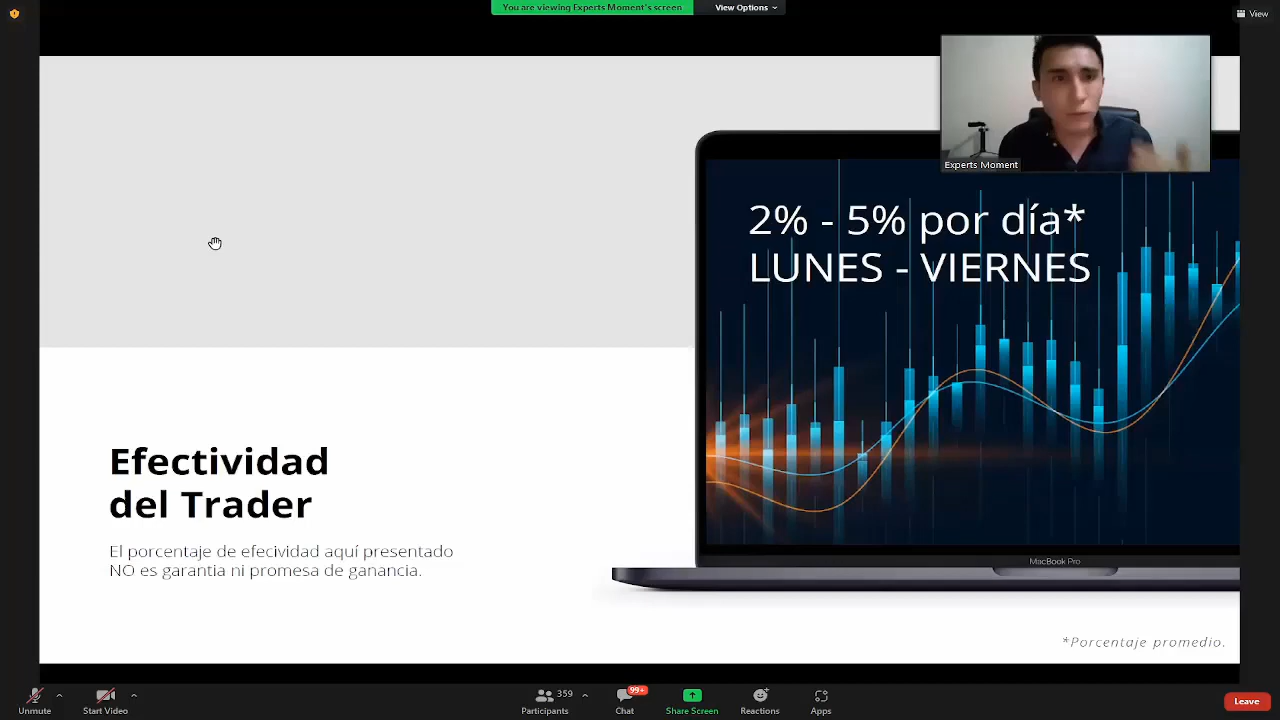 You are viewing Experts Moment's screen
View Options
View
Experts Moment
2% - 5% por día*
LUNES - VIERNES
Efectividad
del Trader
El porcentaje de efecividad aquí presentado
NO es garantia ni promesa de ganancia.
MacBook Pro
*Porcentaje promedio.
Unmute
Start Video
359
Participants
99+
Chat
Share Screen
Reactions
Apps
Leave